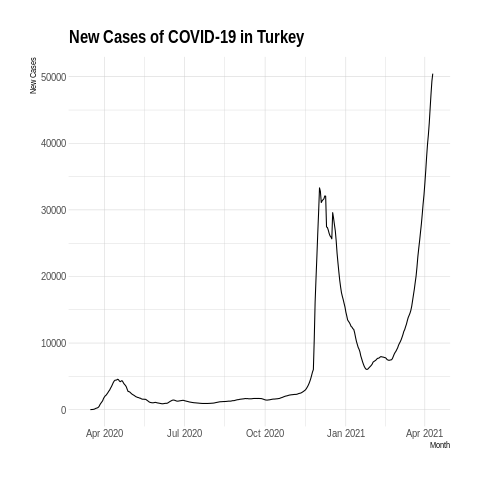 New Cases of COVID-19 in Turkey
New Cases
50000
40000
30000
20000
10000
0
Apr 2020 Jul 2020 Oct 2020 Jan 2021 Apr 2021
Month